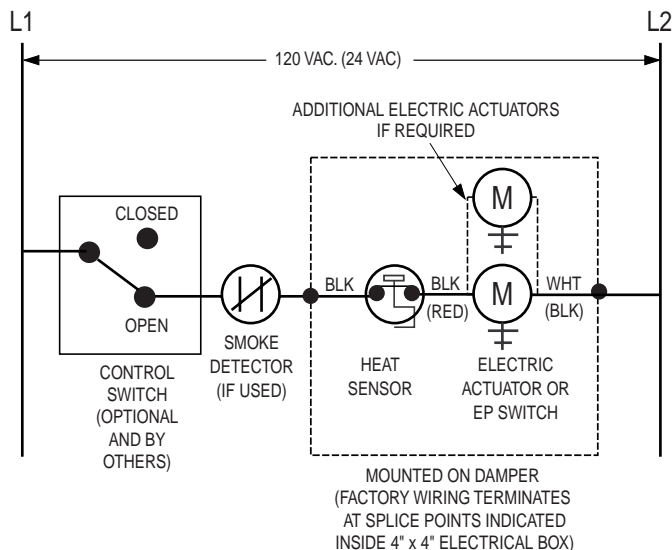 L1
L2
120 VAC. (24 VAC)
ADDITIONAL ELECTRIC ACTUATORS
IF REQUIRED
M
CLOSED
OPEN
BLK
BLK
(RED)
M
WHT
(BLK)
SMOKE
DETECTOR
(IF USED)
HEAT
SENSOR
ELECTRIC
ACTUATOR OR
EP SWITCH
CONTROL
SWITCH
(OPTIONAL
AND BY
OTHERS)
MOUNTED ON DAMPER
(FACTORY WIRING TERMINATES
AT SPLICE POINTS INDICATED
INSIDE 4" x 4" ELECTRICAL BOX)